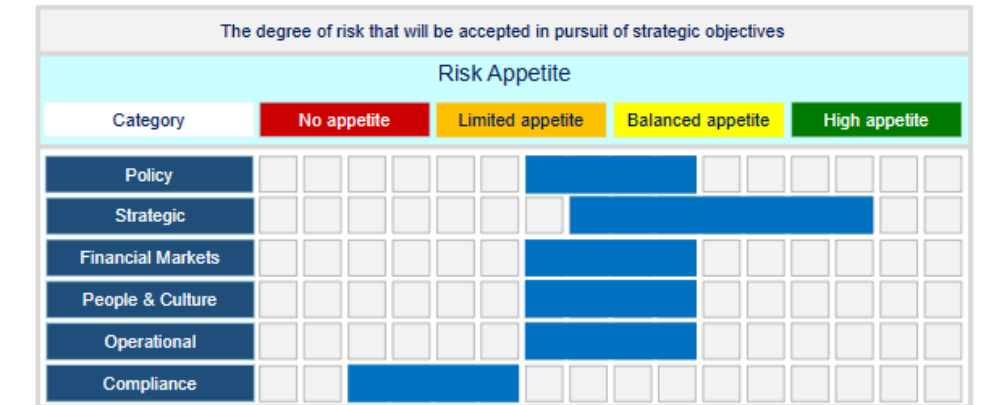 The degree of risk that will be accepted in pursuit of strategic objectives
Risk Appetite
Category No appetite Limited appetite Balanced appetite High appetite
Policy
Strategic
Financial Markets
People & Culture
Operational
Compliance